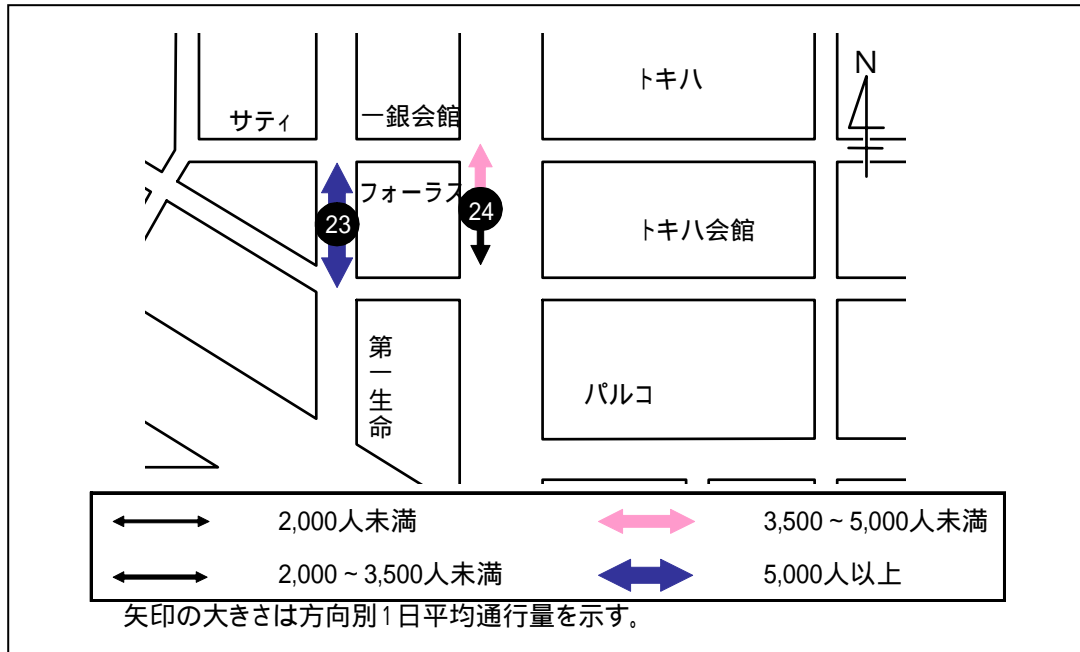 トキハ
N
サティ
一銀会館
フォーラス
23
24
トキハ会館
第一生命
パルコ
2,000人未満
3,500~5,000人未満
2,000~3,500人未満
5,000人以上
矢印の大きさは方向別1日平均通行量を示す。